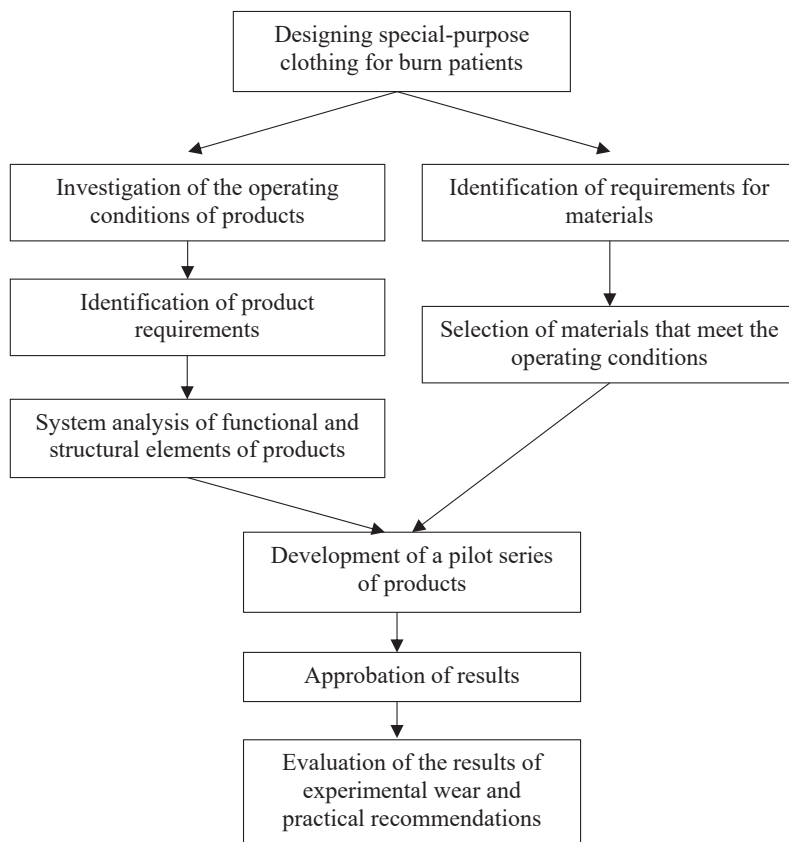 Designing special-purpose
clothing for burn patients
Investigation of the operating
conditions of products
Identification of requirements for
materials
Identification of product
requirements
Selection of materials that meet the
operating conditions
System analysis of functional and
structural elements of products
Development of a pilot series
of products
Approbation of results
Evaluation of the results of
experimental wear and
practical recommendations